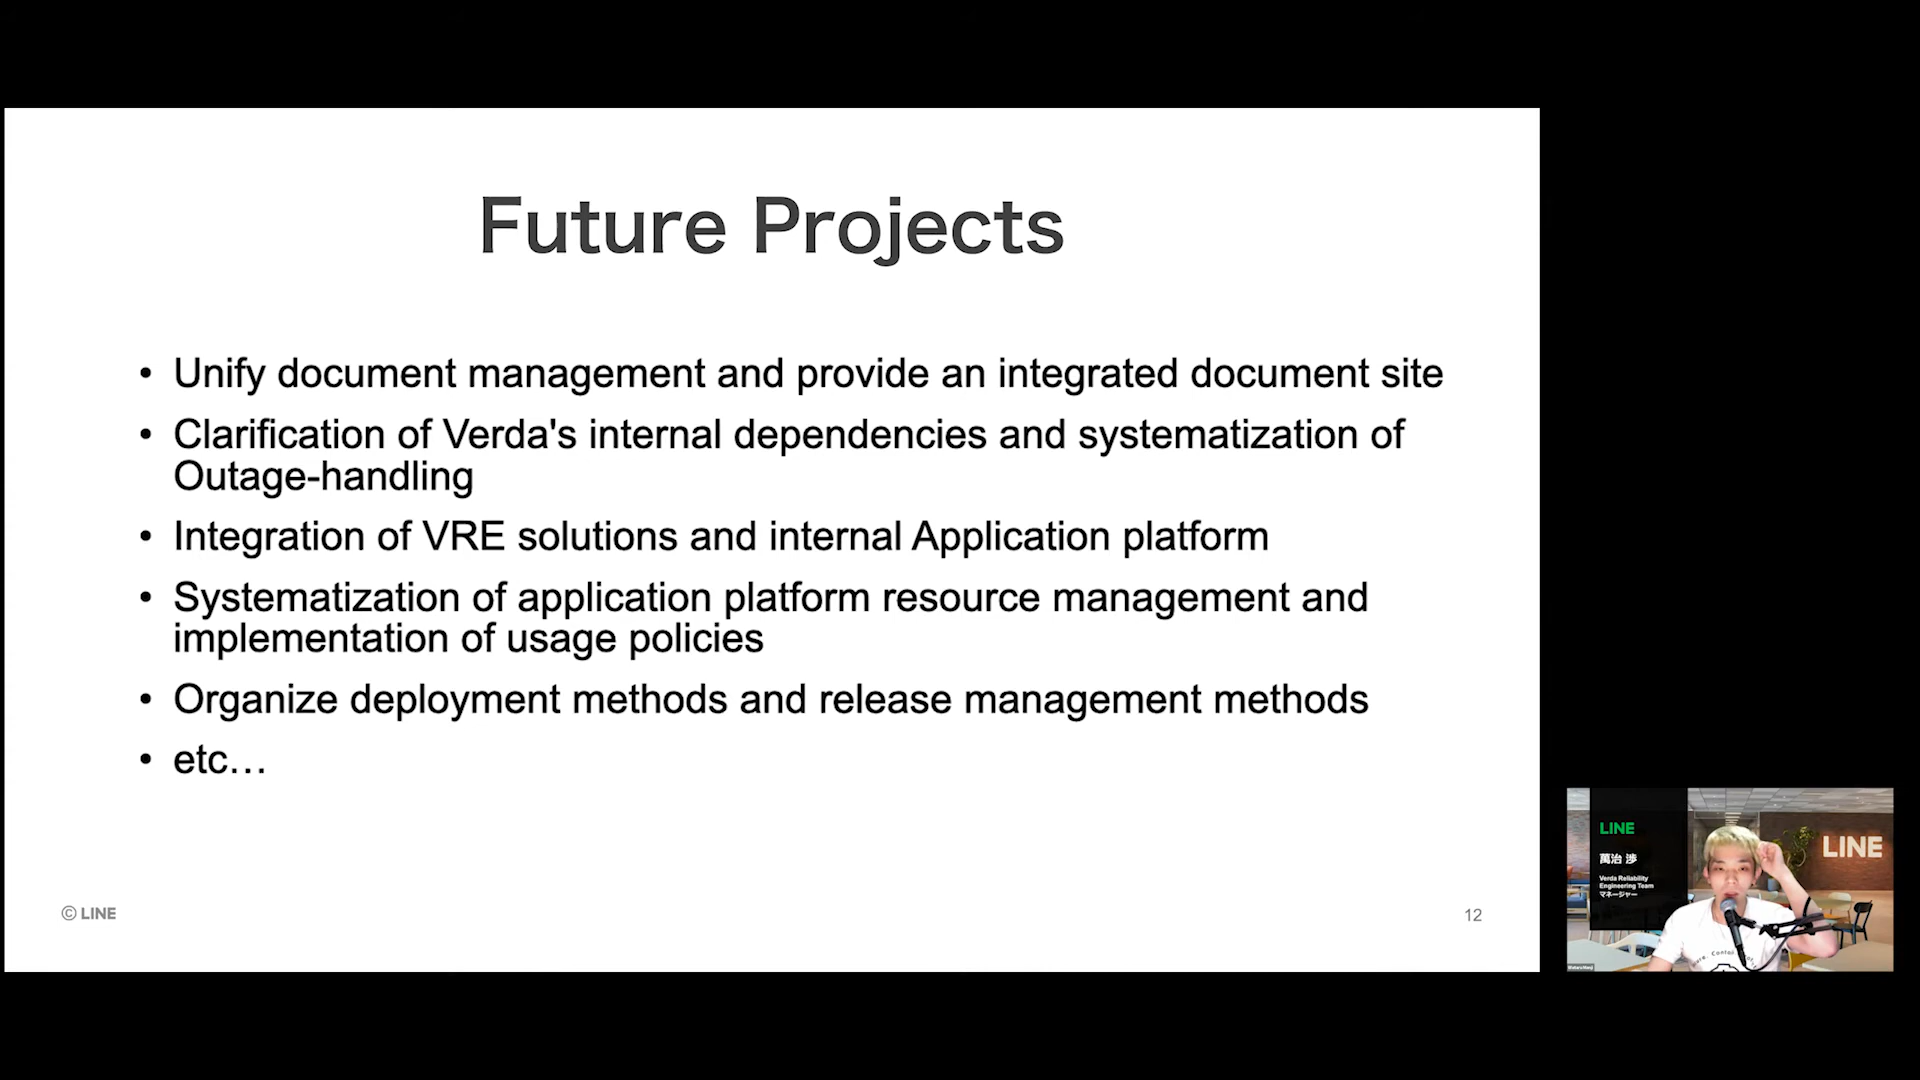 Future Projects
• Unify document management and provide an integrated document site
• Clarification of Verda's internal dependencies and systematization of
Outage-handling
• Integration of VRE solutions and internal Application platform
• Systematization of application platform resource management and
implementation of usage policies
• Organize deployment methods and release management methods
• etc…
© LINE
12
LINE
萬治 渉
Verda Reliability
Engineering Team
マネージャー
LINE